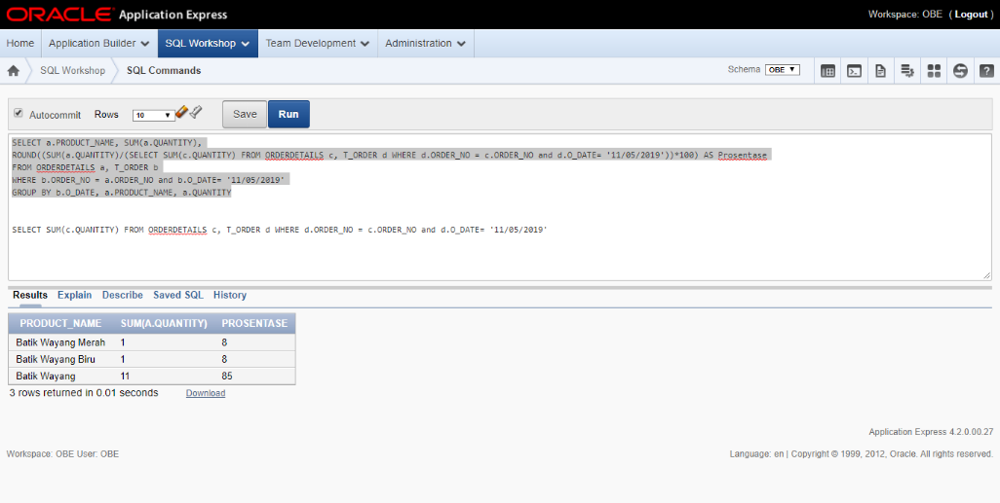 ORACLE Application Express
Workspace: OBE ( Logout )
Home Application Builder SQL Workshop Team Development Administration
SQL Workshop SQL Commands
Schema OBE
Autocommit Rows 10 Save Run
SELECT a.PRODUCT_NAME, SUM(a.QUANTITY),
ROUND((SUM(a.QUANTITY)/(SELECT SUM(c.QUANTITY) FROM ORDERDETAILS c, T_ORDER d WHERE d.ORDER_NO = c.ORDER_NO and d.O_DATE= '11/05/2019'))*100) AS Prosentase
FROM ORDERDETAILS a, T_ORDER b
WHERE b.ORDER_NO = a.ORDER_NO and b.O_DATE= '11/05/2019'
GROUP BY b.O_DATE, a.PRODUCT_NAME, a.QUANTITY
SELECT SUM(c.QUANTITY) FROM ORDERDETAILS c, T_ORDER d WHERE d.ORDER_NO = c.ORDER_NO and d.O_DATE= '11/05/2019'
Results Explain Describe Saved SQL History
PRODUCT_NAME SUM(A.QUANTITY) PROSENTASE
Batik Wayang Merah 1 8
Batik Wayang Biru 1 8
Batik Wayang 11 85
3 rows returned in 0.01 seconds Download
Application Express 4.2.0.00.27
Workspace: OBE User: OBE
Language: en | Copyright © 1999, 2012, Oracle. All rights reserved.